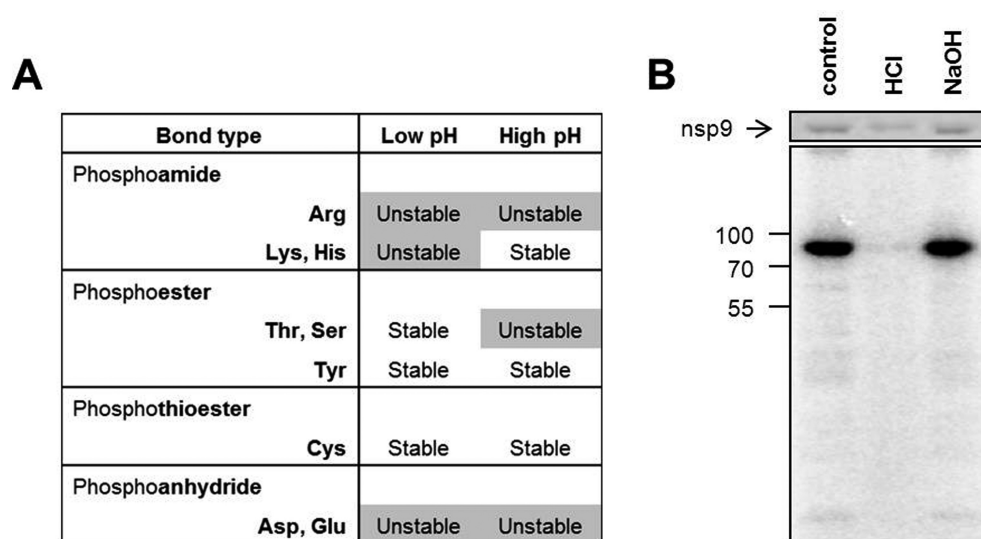 A
Bond type Low pH High pH
Phosphoamide
Arg Unstable Unstable
Lys, His Unstable Stable
Phosphoester
Thr, Ser Stable Unstable
Tyr Stable Stable
Phosphothioester
Cys Stable Stable
Phosphoanhydride
Asp, Glu Unstable Unstable
B
control HCl NaOH
nsp9 →
100
70
55